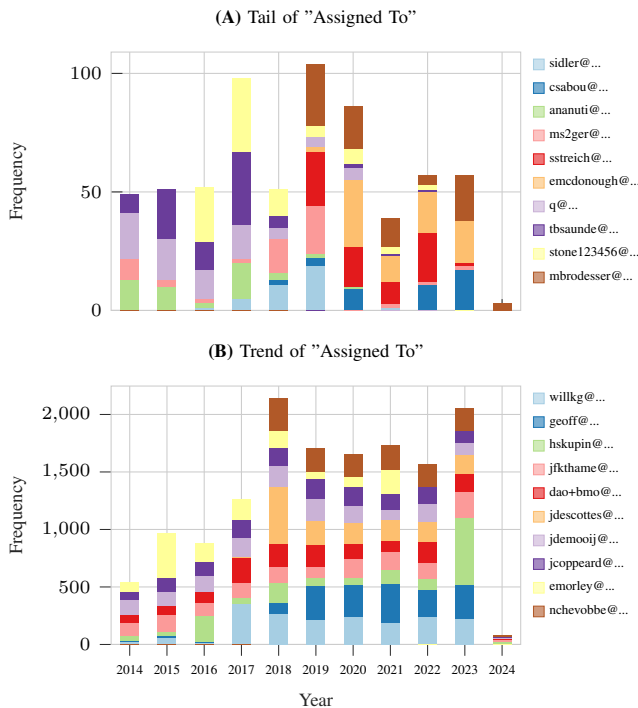 (A) Tail of ”Assigned To”
Frequency
100
50
0
sidler@...
csabou@...
ananuti@...
ms2ger@...
sstreich@...
emcdonough@...
q@...
tbsaunde@...
stone123456@...
mbrodesser@...
(B) Trend of ”Assigned To”
Frequency
2,000
1,500
1,000
500
0
2014 2015 2016 2017 2018 2019 2020 2021 2022 2023 2024
Year
willkg@...
geoff@...
hskupin@...
jfkthame@...
dao+bmo@...
jdescottes@...
jdemooij@...
jcoppeard@...
emorley@...
nchevobbe@...